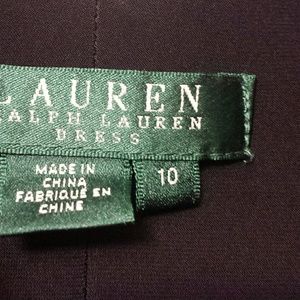 LAUREN
RALPH LAUREN
DRESS
MADE IN
CHINA
FABRIQUÉ EN
CHINE
10